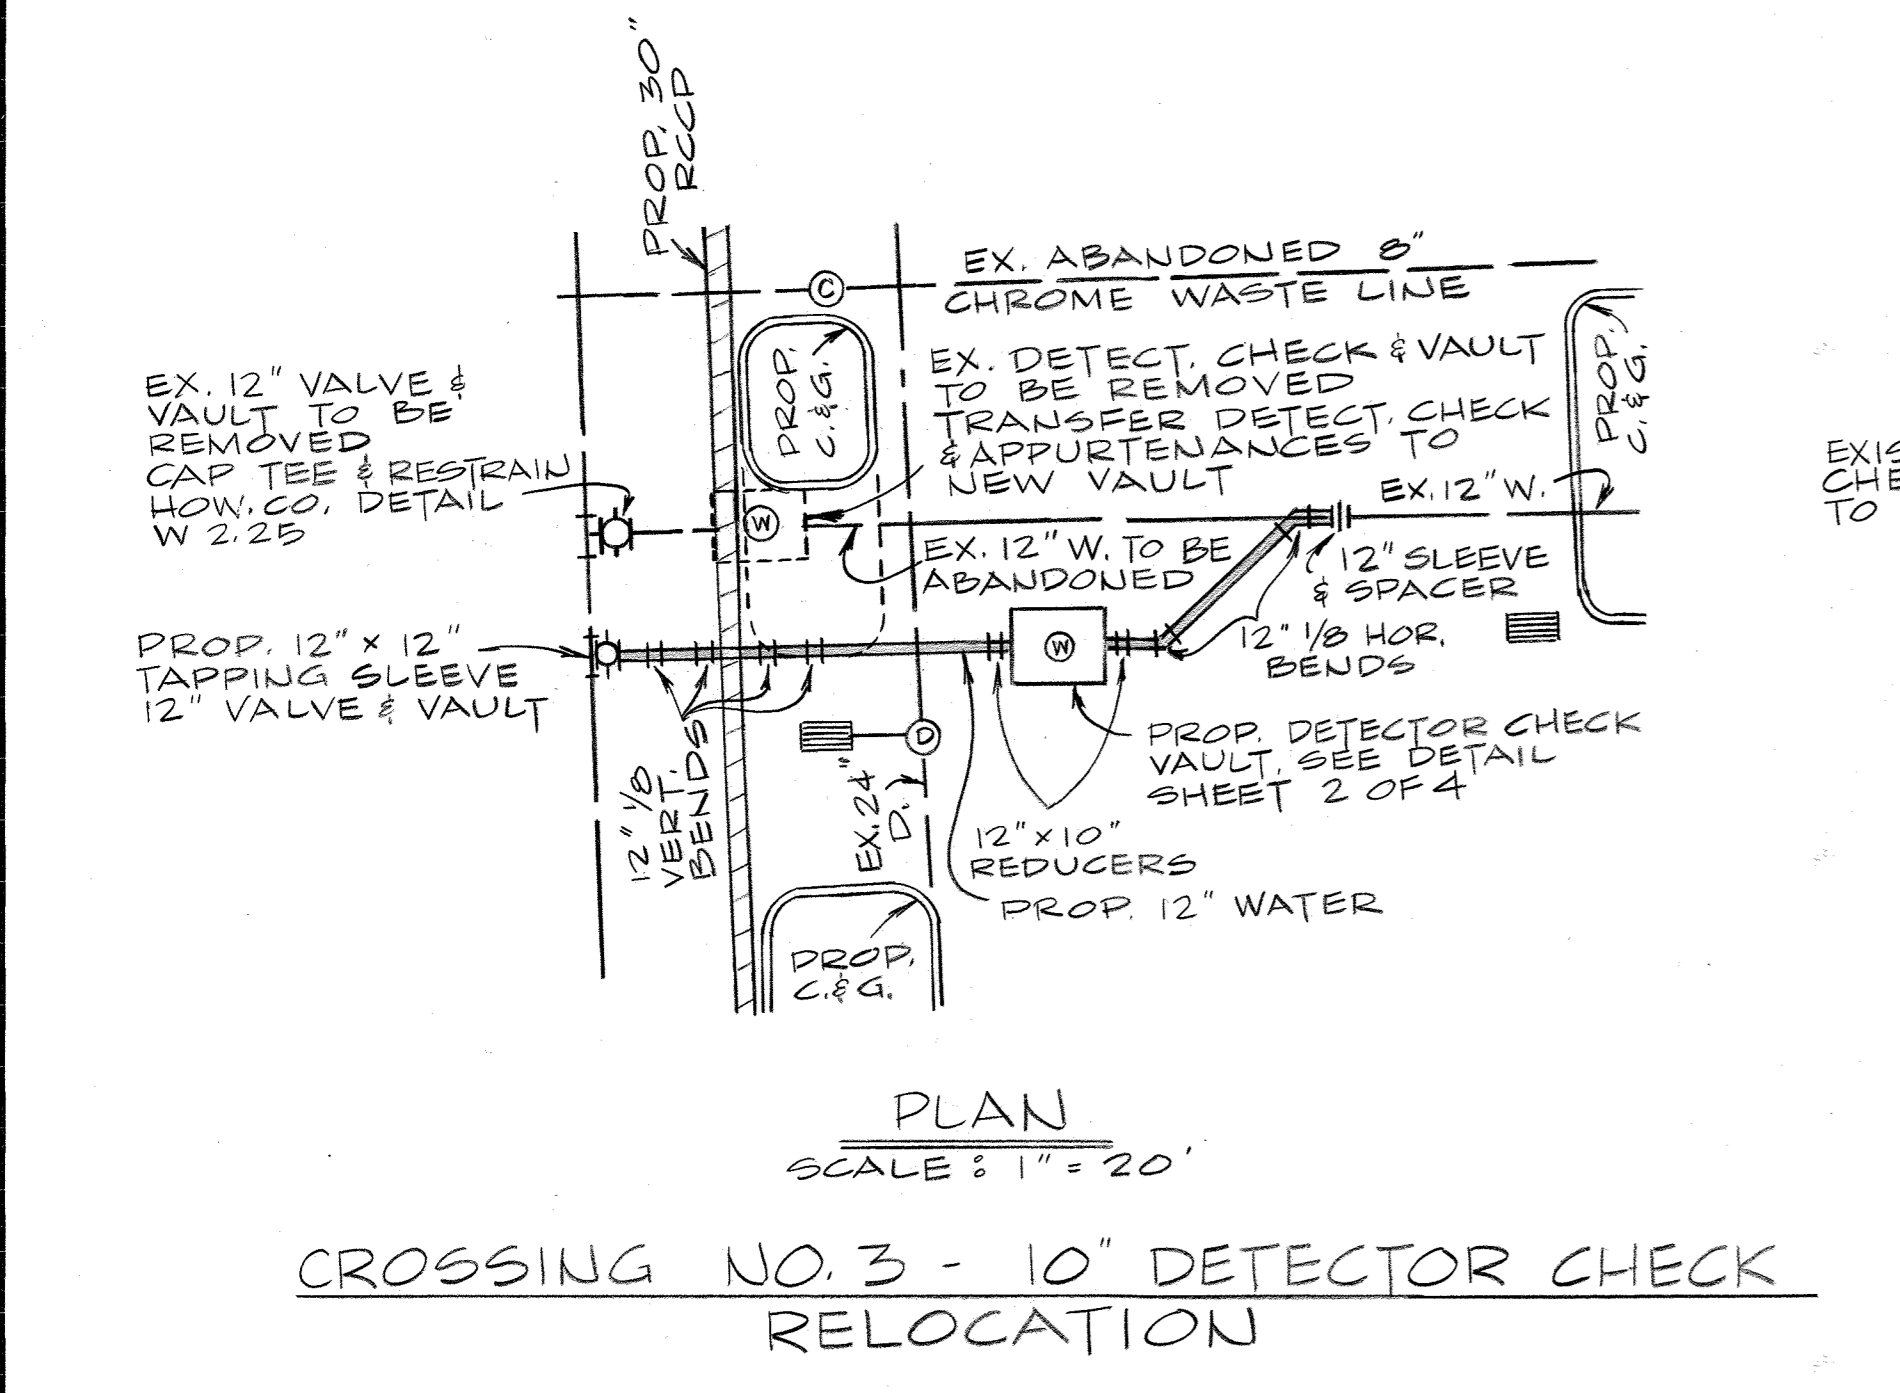 PROP. 30"
RCCP
EX. ABANDONED 8"
CHROME WASTE LINE
C
PROP.
C.&G.
PROP.
C.&G.
EX. DETECT. CHECK & VAULT
TO BE REMOVED
TRANSFER DETECT. CHECK
& APPURTENANCES TO
NEW VAULT
EX. 12" VALVE &
VAULT TO BE
REMOVED
CAP TEE & RESTRAIN
HOW. CO. DETAIL
W 2.25
EXIS
CHE
TO
EX. 12" W.
W
EX. 12" W. TO BE
ABANDONED
12" SLEEVE
& SPACER
PROP. 12" x 12"
TAPPING SLEEVE
12" VALVE & VAULT
W
12" 1/8 HOR.
BENDS
12" 1/8
VERT.
BENDS
D
EX. 24"
D.
PROP. DETECTOR CHECK
VAULT, SEE DETAIL
SHEET 2 OF 4
12" x 10"
REDUCERS
PROP. 12" WATER
PROP.
C.&G.
PLAN
SCALE : 1" = 20'
CROSSING NO. 3 - 10" DETECTOR CHECK
RELOCATION